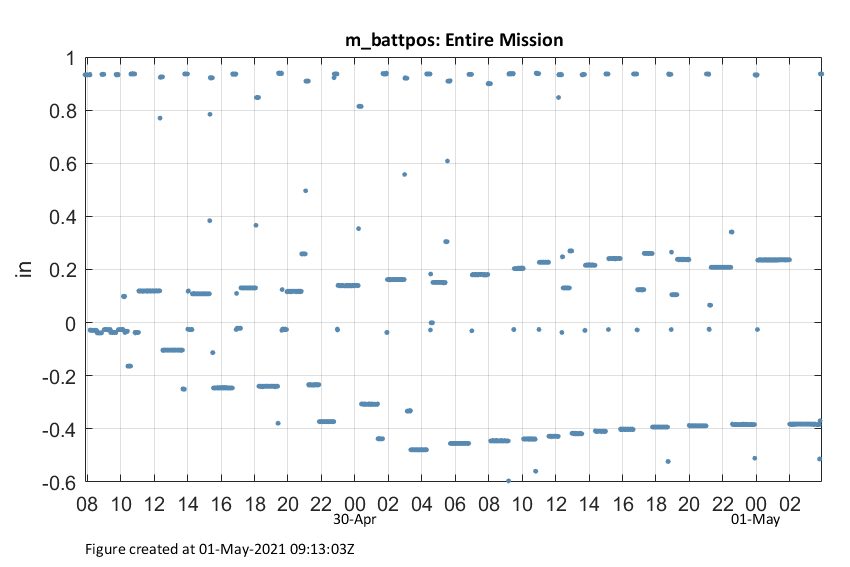 m_battpos: Entire Mission
1
0.8
0.6
0.4
0.2
0
-0.2
-0.4
-0.6
in
08 10 12 14 16 18 20 22 00 02 04 06 08 10 12 14 16 18 20 22 00 02
30-Apr 01-May
Figure created at 01-May-2021 09:13:03Z